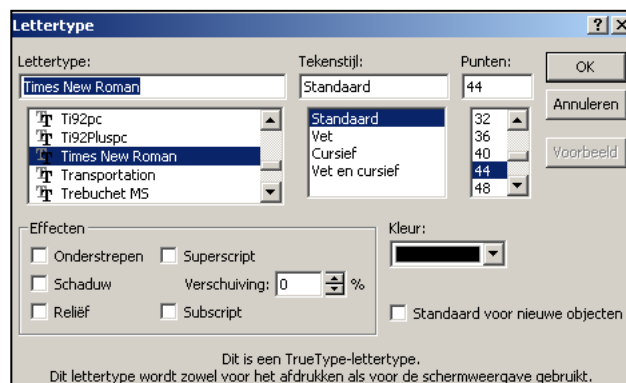 Lettertype
Lettertype: Tekenstijl: Punten:
Times New Roman Standaard 44 OK
Ti92pc Standaard 32 Annuleren
Ti92Pluspc Vet 36
Times New Roman Cursief 40 Voorbeeld
Transportation Vet en cursief 44
Trebuchet MS 48
Effecten Kleur:
Onderstrepen Superscript
Schaduw Verschuiving: 0 %
Reliëf Subscript Standaard voor nieuwe objecten
Dit is een TrueType-lettertype.
Dit lettertype wordt zowel voor het afdrukken als voor de schermweergave gebruikt.